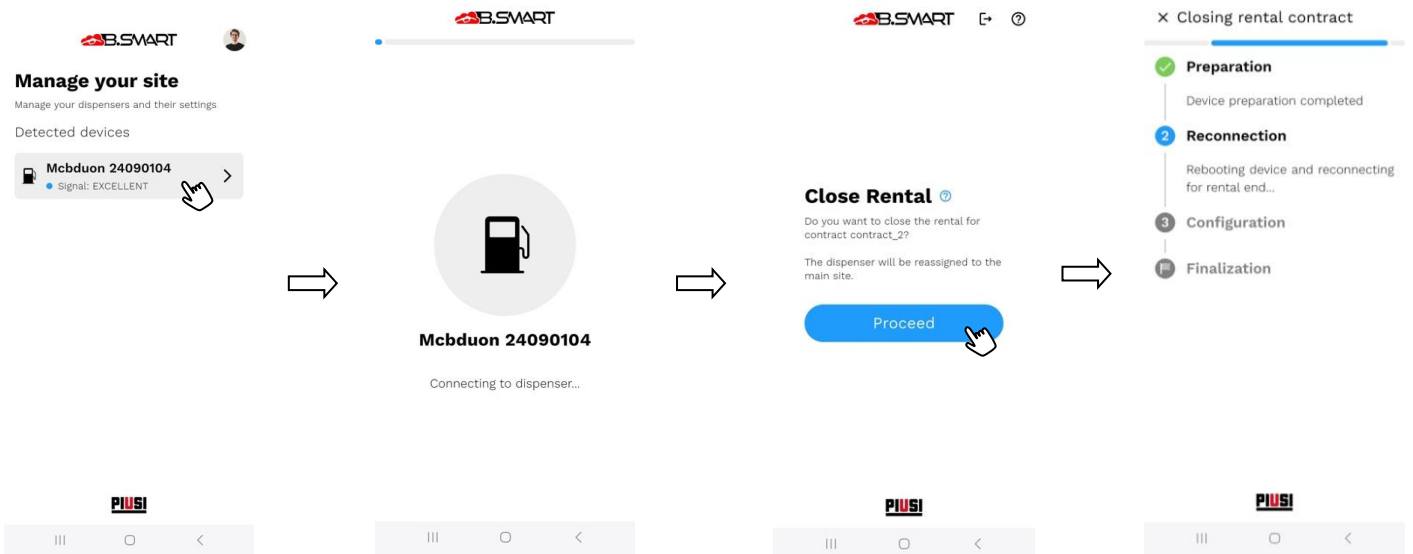 B.SMART
Manage your site
Manage your dispensers and their settings
Detected devices
Mcbduon 24090104
Signal: EXCELLENT
PIUSI
B.SMART
Mcbduon 24090104
Connecting to dispenser...
B.SMART
Close Rental
Do you want to close the rental for
contract contract_2?
The dispenser will be reassigned to the
main site.
Proceed
PIUSI
Closing rental contract
Preparation
Device preparation completed
2 Reconnection
Rebooting device and reconnecting
for rental end...
3 Configuration
Finalization
PIUSI